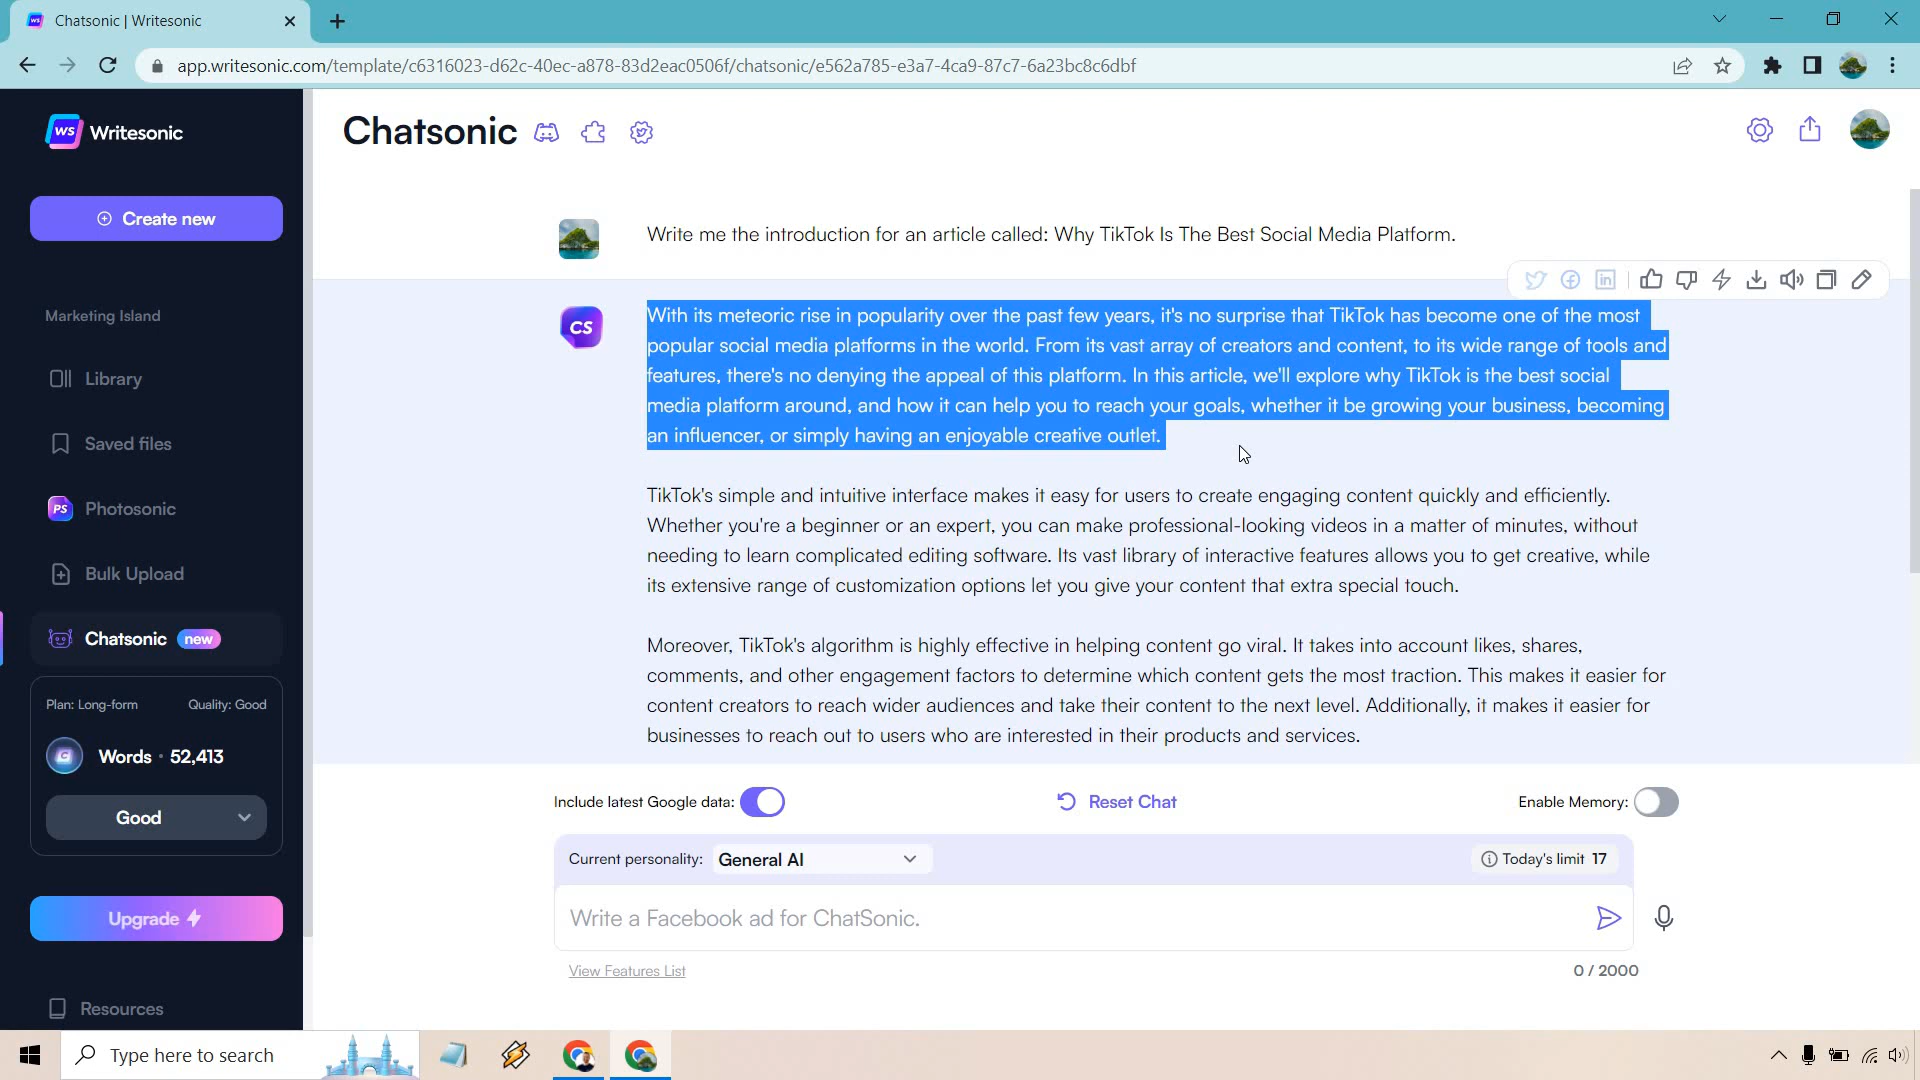 Chatsonic | Writesonic
app.writesonic.com/template/c6316023-d62c-40ec-a878-83d2eac0506f/chatsonic/e562a785-e3a7-4ca9-87c7-6a23bc8c6dbf
WS Writesonic
Create new
Marketing Island
Library
Saved files
PS Photosonic
Bulk Upload
Chatsonic new
Plan: Long-form Quality: Good
G Words · 52,413
Good
Upgrade
Resources
Chatsonic
Write me the introduction for an article called: Why TikTok Is The Best Social Media Platform.
CS
With its meteoric rise in popularity over the past few years, it's no surprise that TikTok has become one of the most
popular social media platforms in the world. From its vast array of creators and content, to its wide range of tools and
features, there's no denying the appeal of this platform. In this article, we'll explore why TikTok is the best social
media platform around, and how it can help you to reach your goals, whether it be growing your business, becoming
an influencer, or simply having an enjoyable creative outlet.
TikTok's simple and intuitive interface makes it easy for users to create engaging content quickly and efficiently.
Whether you're a beginner or an expert, you can make professional-looking videos in a matter of minutes, without
needing to learn complicated editing software. Its vast library of interactive features allows you to get creative, while
its extensive range of customization options let you give your content that extra special touch.
Moreover, TikTok's algorithm is highly effective in helping content go viral. It takes into account likes, shares,
comments, and other engagement factors to determine which content gets the most traction. This makes it easier for
content creators to reach wider audiences and take their content to the next level. Additionally, it makes it easier for
businesses to reach out to users who are interested in their products and services.
Include latest Google data: Reset Chat Enable Memory:
Current personality: General AI Today's limit 17
Write a Facebook ad for ChatSonic.
View Features List 0 / 2000
Type here to search